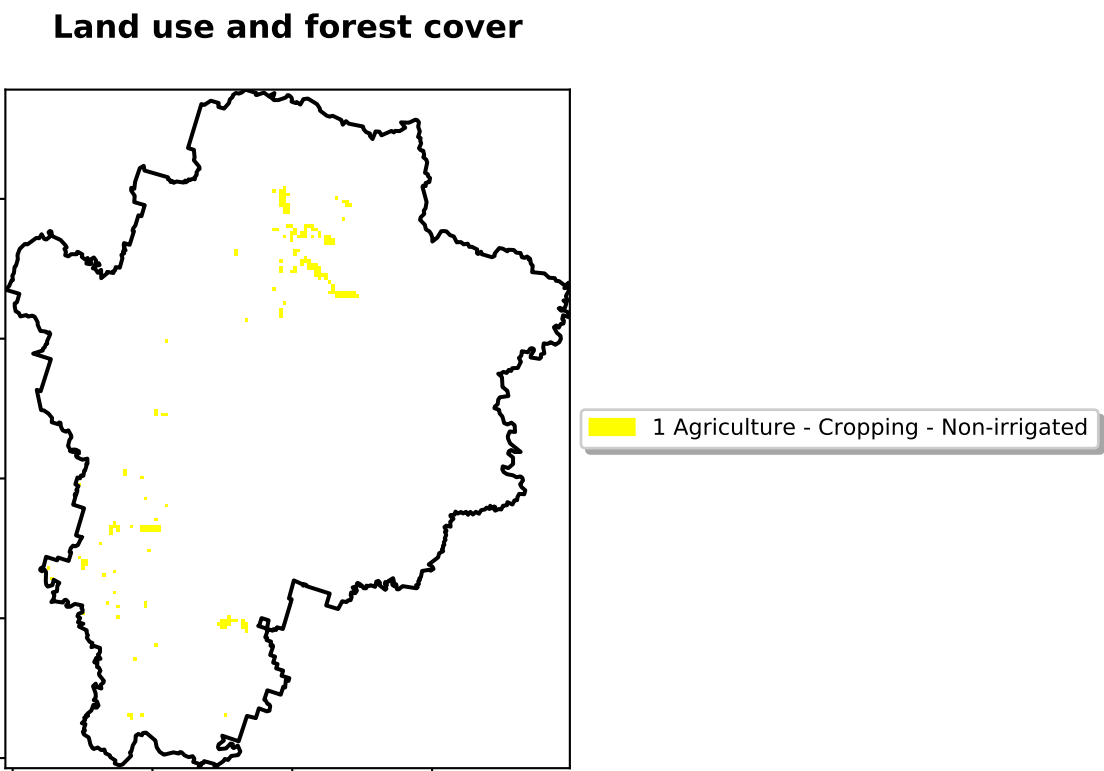 Land use and forest cover
1 Agriculture - Cropping - Non-irrigated